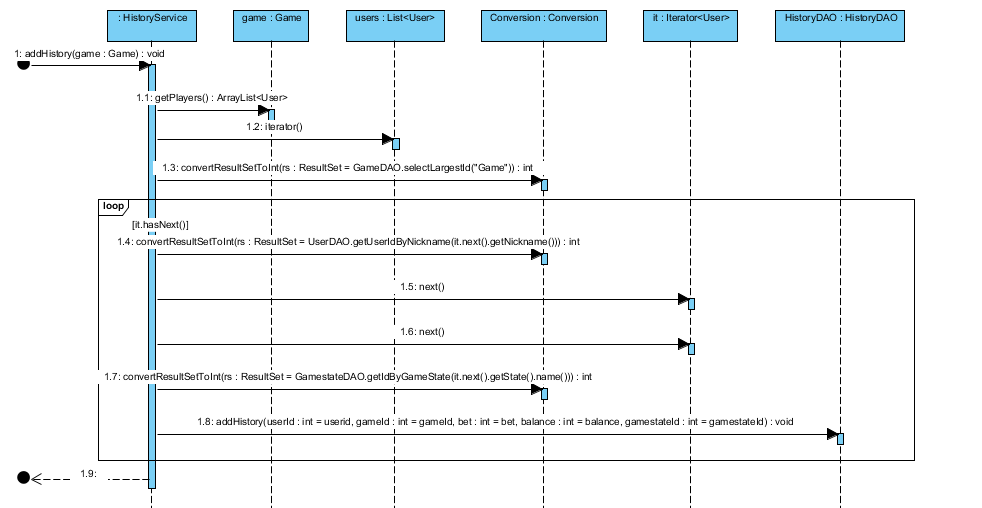 : HistoryService
game : Game
users : List<User>
Conversion : Conversion
it : Iterator<User>
HistoryDAO : HistoryDAO
1: addHistory(game : Game) : void
1.1: getPlayers() : ArrayList<User>
1.2: iterator()
1.3: convertResultSetToInt(rs : ResultSet = GameDAO.selectLargestId("Game")) : int
loop
[it.hasNext()]
1.4: convertResultSetToInt(rs : ResultSet = UserDAO.getUserIdByNickname(it.next().getNickname())) : int
1.5: next()
1.6: next()
1.7: convertResultSetToInt(rs : ResultSet = GamestateDAO.getIdByGameState(it.next().getState().name())) : int
1.8: addHistory(userId : int = userid, gameId : int = gameId, bet : int = bet, balance : int = balance, gamestateId : int = gamestateId) : void
1.9: